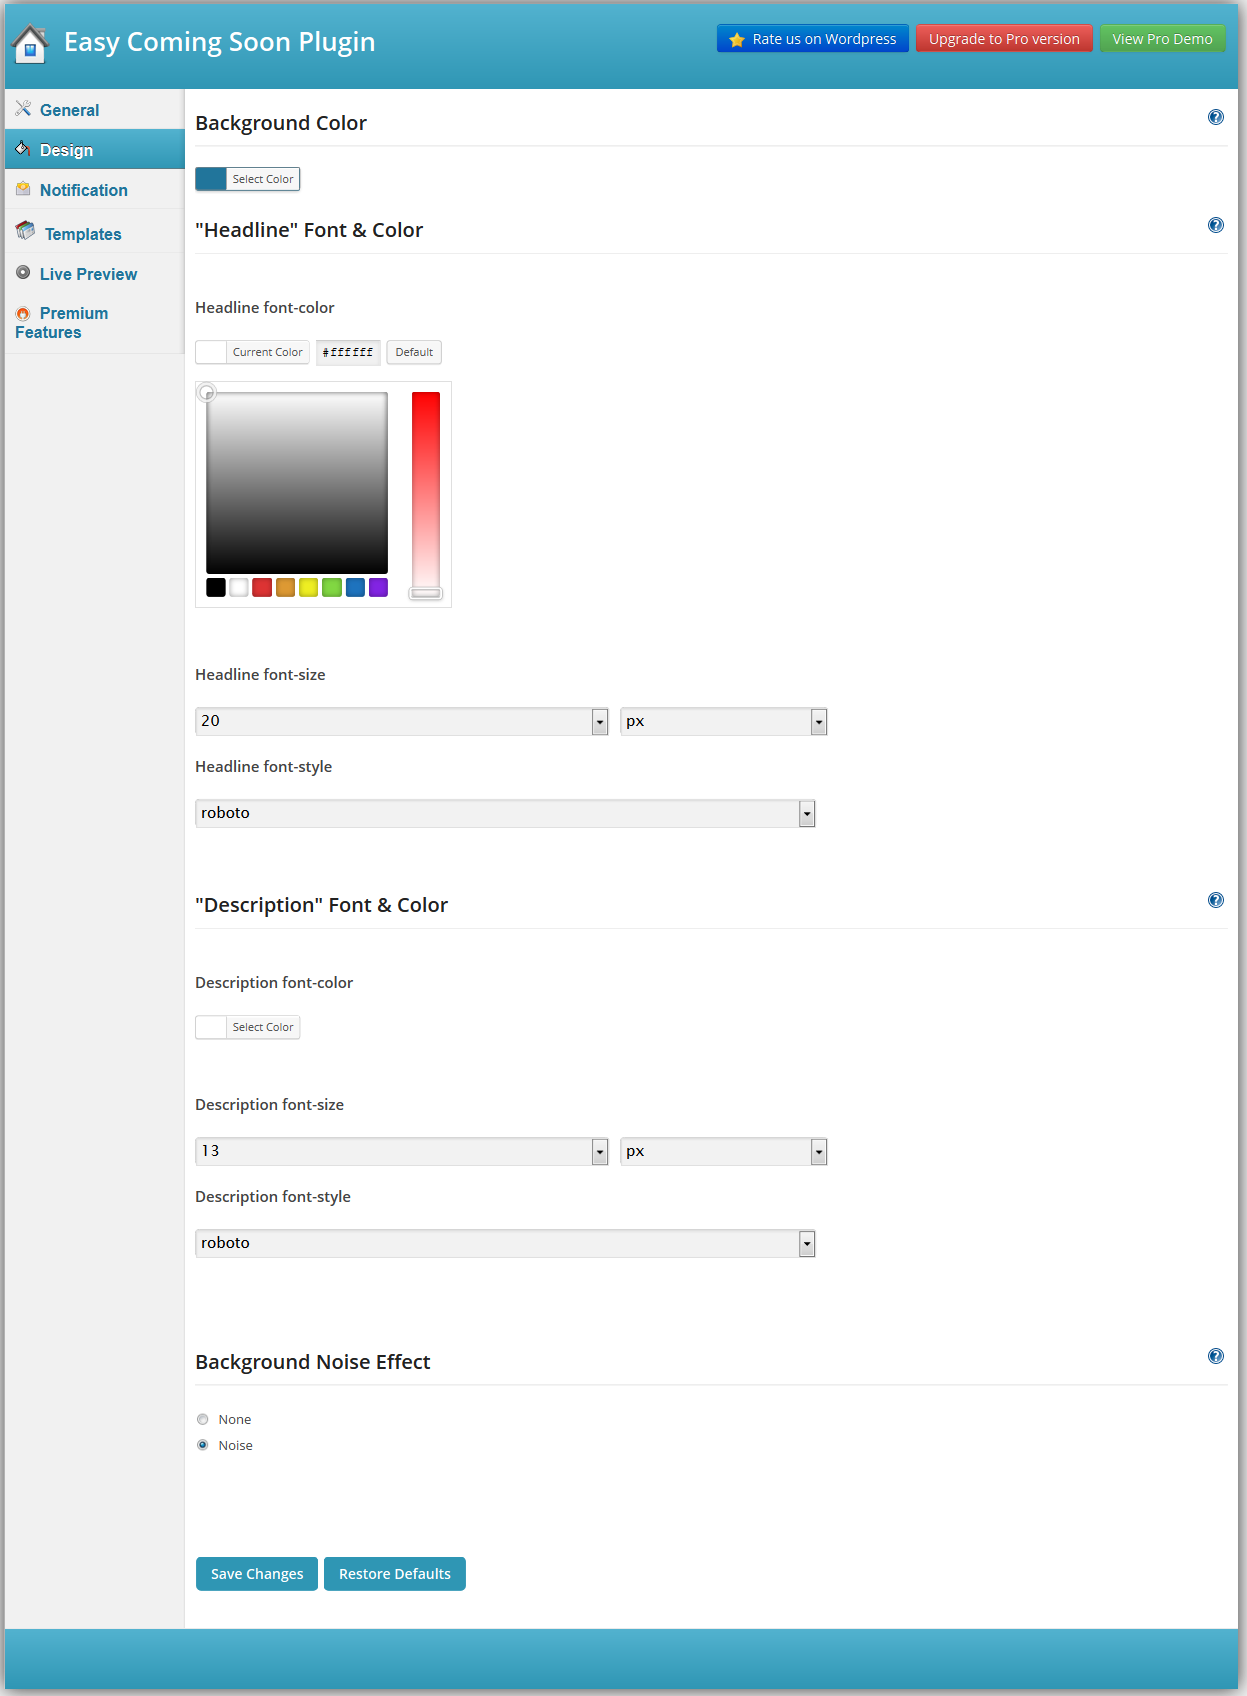 Easy Coming Soon Plugin
Rate us on Wordpress
Upgrade to Pro version
View Pro Demo
General
Design
Notification
Templates
Live Preview
Premium
Features
Background Color
Select Color
"Headline" Font & Color
Headline font-color
Current Color
#ffffff
Default
Headline font-size
20
px
Headline font-style
roboto
"Description" Font & Color
Description font-color
Select Color
Description font-size
13
px
Description font-style
roboto
Background Noise Effect
None
Noise
Save Changes
Restore Defaults